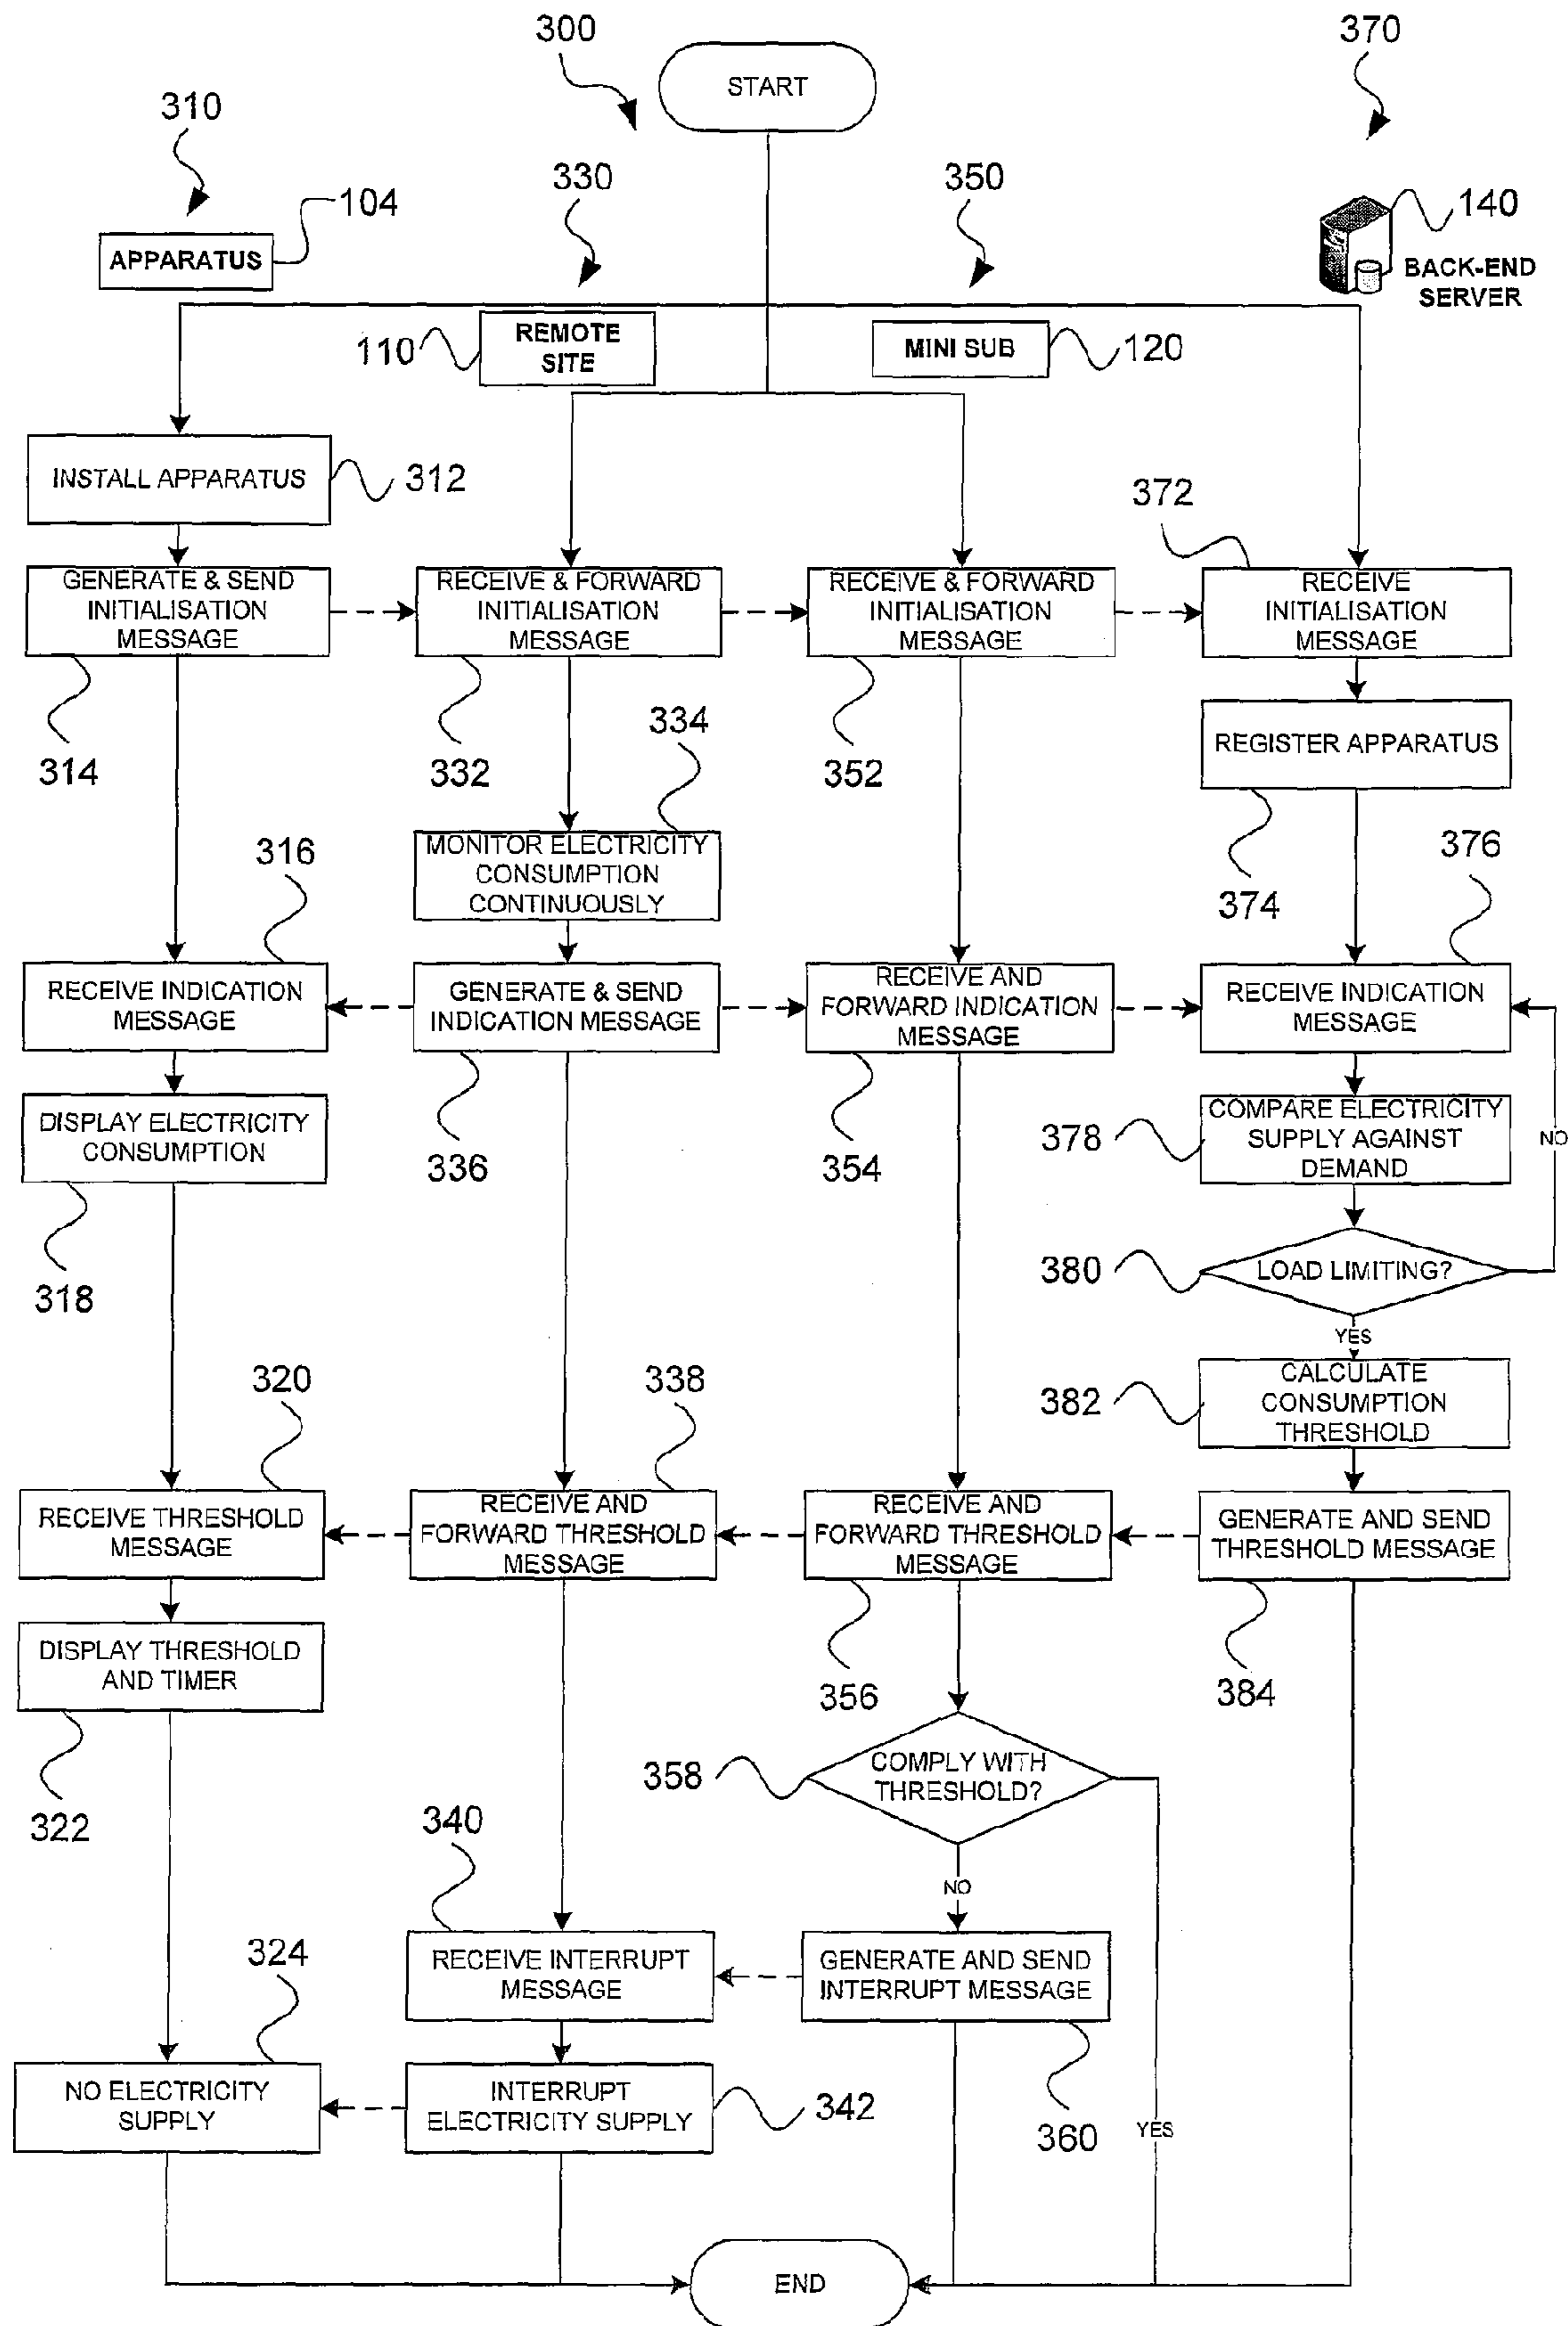 300
START
370
310
330
350
104
APPARATUS
140
BACK-END
SERVER
110
REMOTE
SITE
MINI SUB
120
INSTALL APPARATUS
312
372
GENERATE & SEND
INITIALISATION
MESSAGE
RECEIVE & FORWARD
INITIALISATION
MESSAGE
RECEIVE & FORWARD
INITIALISATION
MESSAGE
RECEIVE
INITIALISATION
MESSAGE
314
332
334
352
REGISTER APPARATUS
374
316
MONITOR ELECTRICITY
CONSUMPTION
CONTINUOUSLY
376
RECEIVE INDICATION
MESSAGE
GENERATE & SEND
INDICATION MESSAGE
RECEIVE AND
FORWARD INDICATION
MESSAGE
RECEIVE INDICATION
MESSAGE
DISPLAY ELECTRICITY
CONSUMPTION
336
354
378
COMPARE ELECTRICITY
SUPPLY AGAINST
DEMAND
NO
318
380
LOAD LIMITING?
YES
320
338
382
CALCULATE
CONSUMPTION
THRESHOLD
RECEIVE THRESHOLD
MESSAGE
RECEIVE AND
FORWARD THRESHOLD
MESSAGE
RECEIVE AND
FORWARD THRESHOLD
MESSAGE
GENERATE AND SEND
THRESHOLD MESSAGE
DISPLAY THRESHOLD
AND TIMER
356
384
322
358
COMPLY WITH
THRESHOLD?
340
NO
324
RECEIVE INTERRUPT
MESSAGE
GENERATE AND SEND
INTERRUPT MESSAGE
NO ELECTRICITY
SUPPLY
INTERRUPT
ELECTRICITY SUPPLY
342
360
YES
END